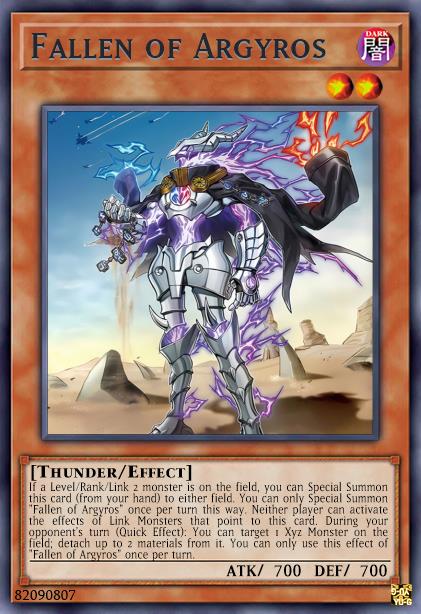 Fallen of Argyros
DARK
闇
[Thunder/Effect]
If a Level/Rank/Link 2 monster is on the field, you can Special Summon
this card (from your hand) to either field. You can only Special Summon
"Fallen of Argyros" once per turn this way. Neither player can activate
the effects of Link Monsters that point to this card. During your
opponent's turn (Quick Effect): You can target 1 Xyz Monster on the
field; detach up to 2 materials from it. You can only use this effect of
"Fallen of Argyros" once per turn.
ATK/ 700 DEF/ 700
82090807